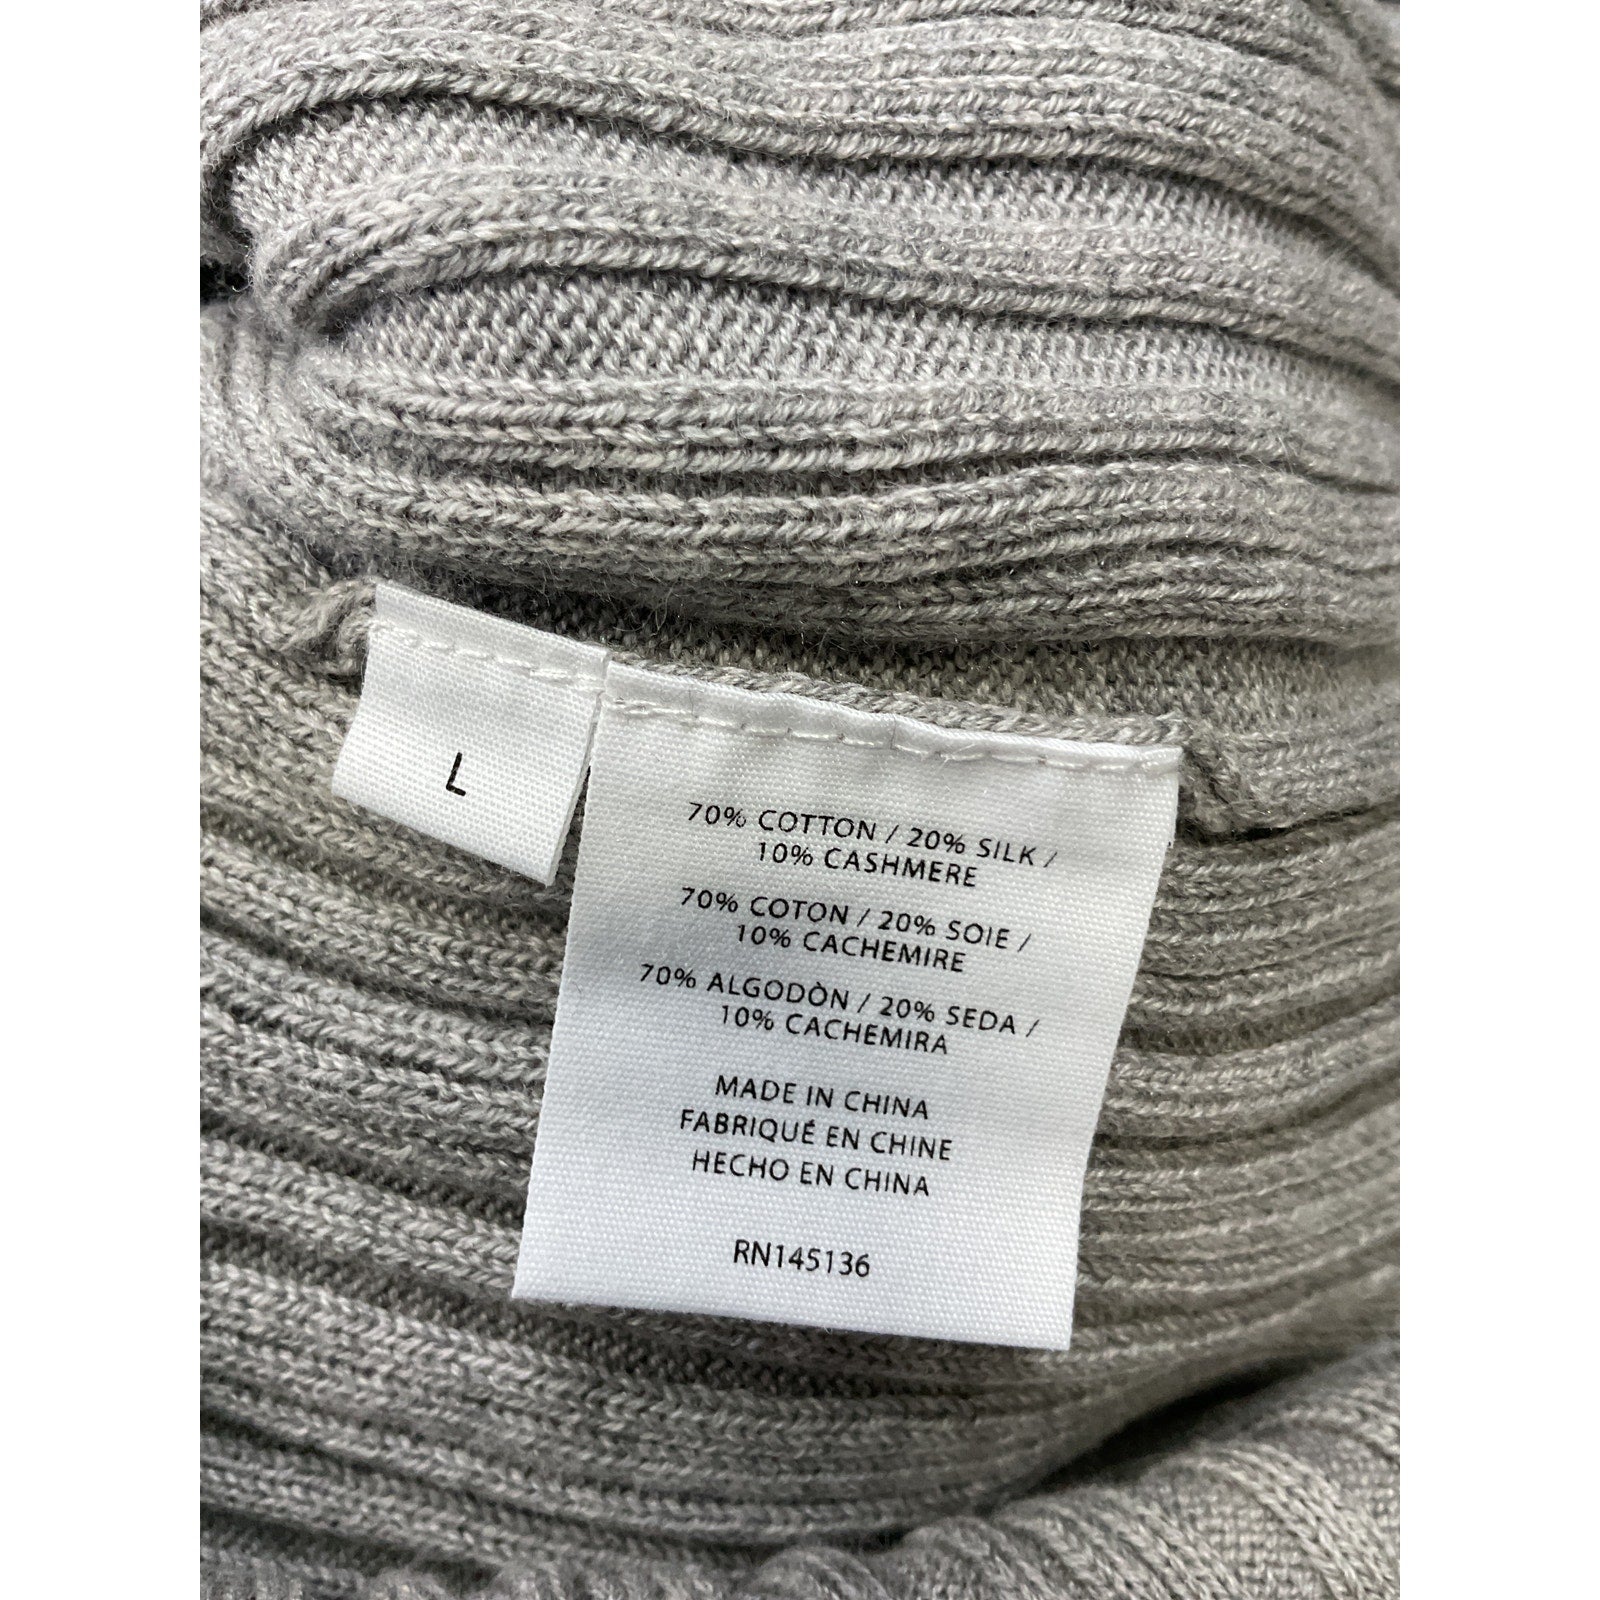 L
70% COTTON / 20% SILK /
10% CASHMERE
70% COTON / 20% SOIE /
10% CACHEMIRE
70% ALGODÒN / 20% SEDA /
10% CACHEMIRA
MADE IN CHINA
FABRIQUÉ EN CHINE
HECHO EN CHINA
RN145136